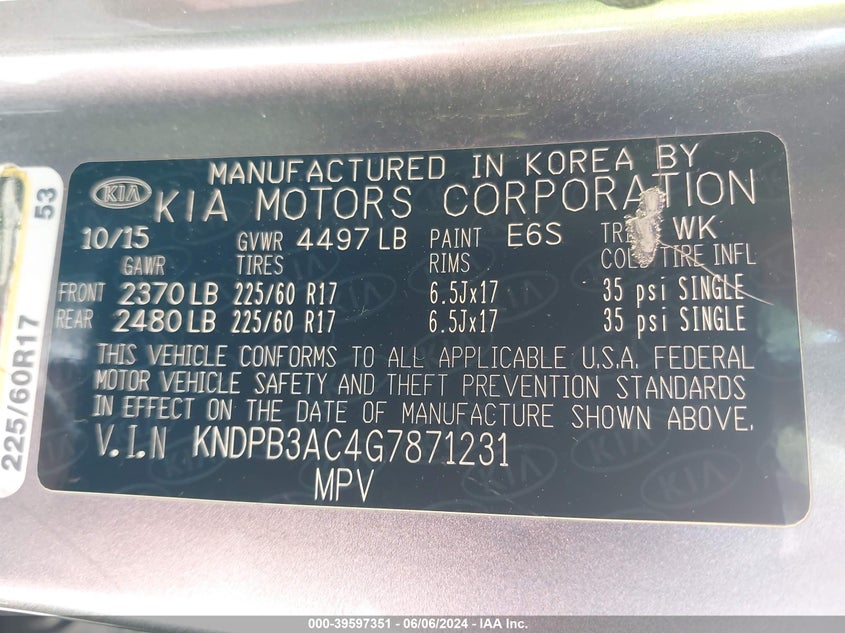 MANUFACTURED IN KOREA BY
KIA KIA MOTORS CORPORATION
10/15 GVWR 4497 LB PAINT E6S WK
GAWR TIRES RIMS TIRE INFL
FRONT 2370 LB 225/60 R17 6.5Jx17 35 psi SINGLE
REAR 2480 LB 225/60 R17 6.5Jx17 35 psi SINGLE
THIS VEHICLE CONFORMS TO ALL APPLICABLE U.S.A. FEDERAL
MOTOR VEHICLE SAFETY AND THEFT PREVENTION STANDARDS
IN EFFECT ON THE DATE OF MANUFACTURE SHOWN ABOVE.
V.I.N KNDPB3AC4G7871231
MPV
225/60R17 53
000-39597351 - 06/06/2024 - IAA Inc.